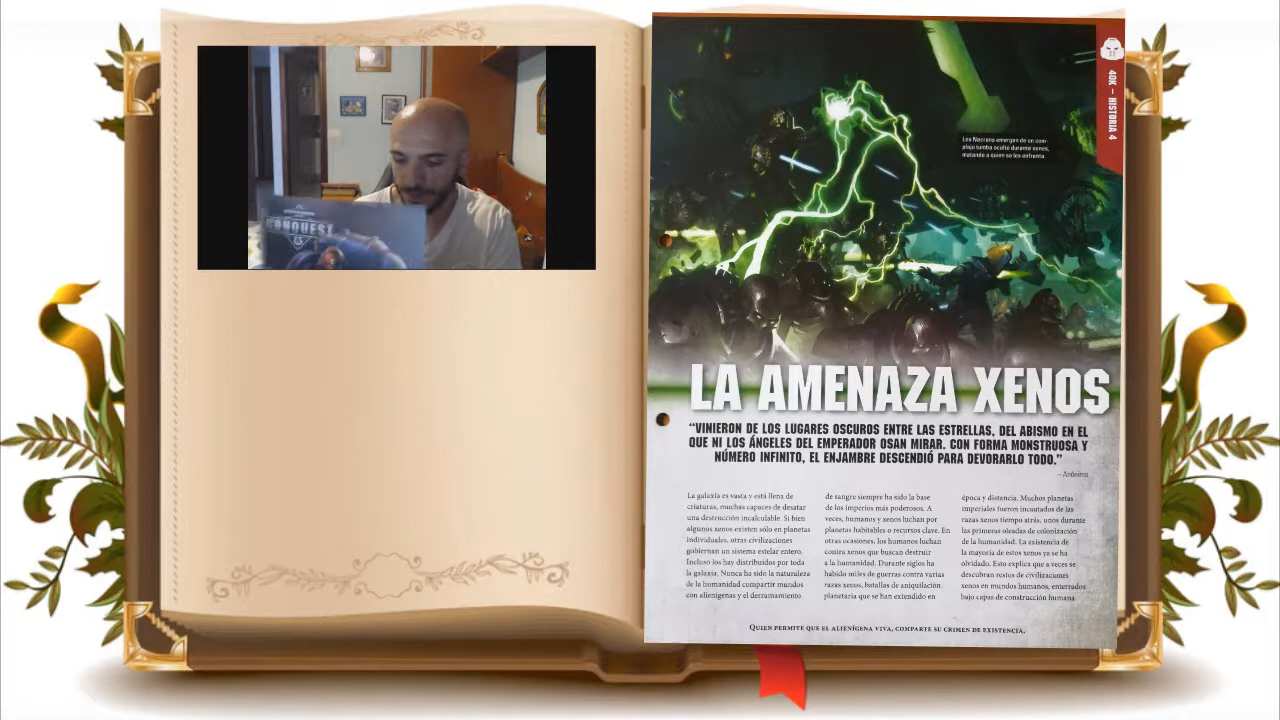 CONQUEST
40K – HISTORIA 4
Los Necrons emergen de un com-
plejo tumba oculto durante eones,
matando a quien se les enfrenta
LA AMENAZA XENOS
“VINIERON DE LOS LUGARES OSCUROS ENTRE LAS ESTRELLAS, DEL ABISMO EN EL
QUE NI LOS ÁNGELES DEL EMPERADOR OSAN MIRAR. CON FORMA MONSTRUOSA Y
NÚMERO INFINITO, EL ENJAMBRE DESCENDIÓ PARA DEVORARLO TODO.”
– Anónimo
La galaxia es vasta y está llena de
criaturas, muchas capaces de desatar
una destrucción incalculable. Si bien
algunos xenos existen sólo en planetas
individuales, otras civilizaciones
gobiernan un sistema estelar entero.
Incluso los hay distribuidos por toda
la galaxia. Nunca ha sido la naturaleza
de la humanidad compartir mundos
con alienígenas y el derramamiento
de sangre siempre ha sido la base
de los imperios más poderosos. A
veces, humanos y xenos luchan por
planetas habitables o recursos clave. En
otras ocasiones, los humanos luchan
contra xenos que buscan destruir
a la humanidad. Durante siglos ha
habido miles de guerras contra varias
razas xenos, batallas de aniquilación
planetaria que se han extendido en
época y distancia. Muchos planetas
imperiales fueron incautados de las
razas xenos tiempo atrás, unos durante
las primeras oleadas de colonización
de la humanidad. La existencia de
la mayoría de estos xenos ya se ha
olvidado. Esto explica que a veces se
descubran restos de civilizaciones
xenos en mundos humanos, enterrados
bajo capas de construcción humana
QUIEN PERMITE QUE EL ALIENÍGENA VIVA, COMPARTE SU CRIMEN DE EXISTENCIA.